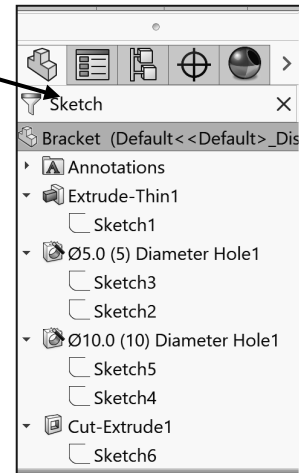 Sketch
Bracket (Default<<Default>_Dis
Annotations
Extrude-Thin1
Sketch1
Ø5.0 (5) Diameter Hole1
Sketch3
Sketch2
Ø10.0 (10) Diameter Hole1
Sketch5
Sketch4
Cut-Extrude1
Sketch6